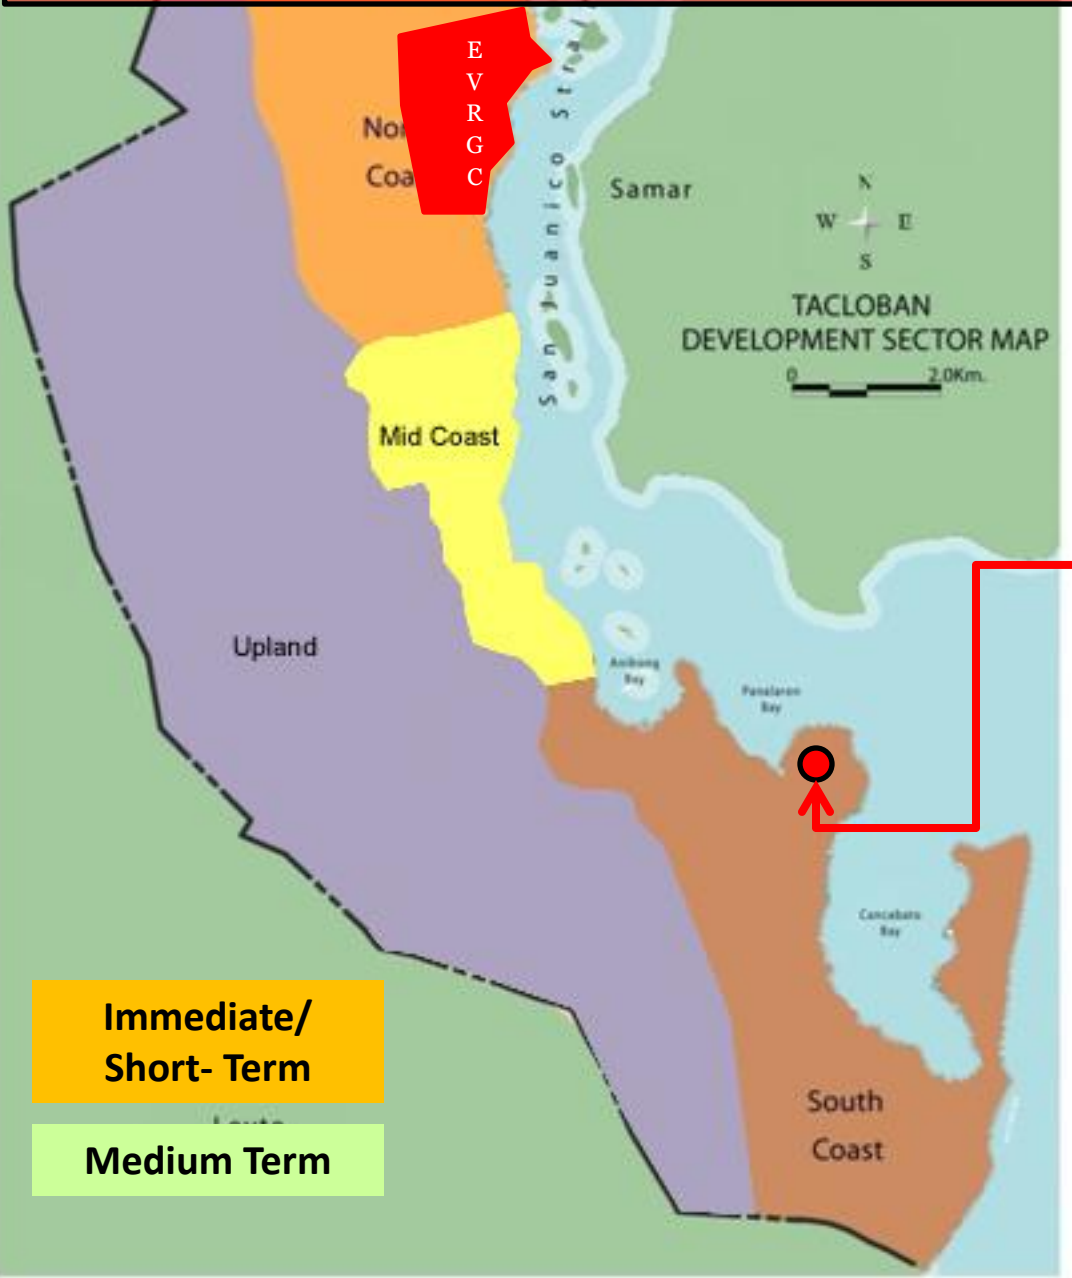 E
V
R
G
C
Nor
Coa
San Juanico Strai
Samar
N
W E
S
TACLOBAN
DEVELOPMENT SECTOR MAP
0 2.0Km.
Mid Coast
Upland
Anibong
Bay
Panalaron
Bay
Cancabato
Bay
Immediate/
Short- Term
Medium Term
South
Coast